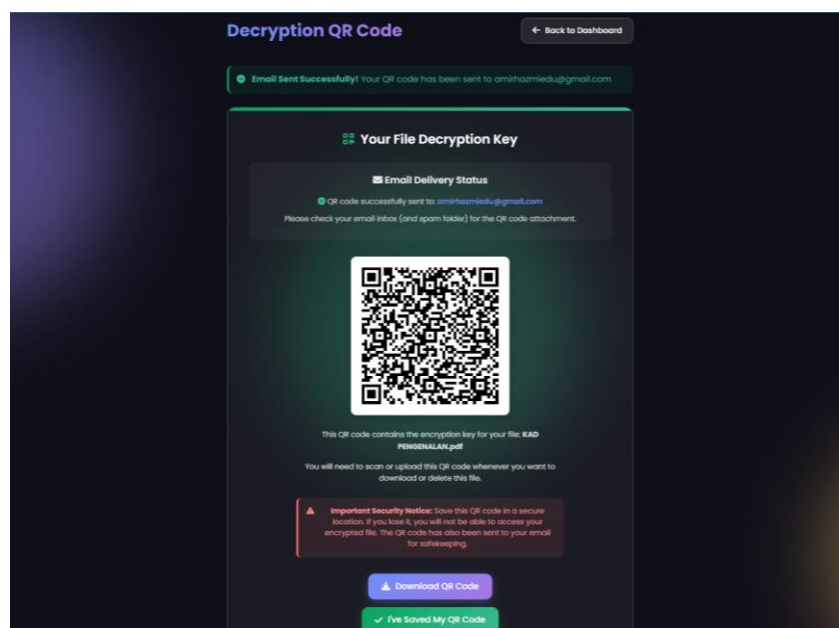 Decryption QR Code
← Back to Dashboard
Email Sent Successfully! Your QR code has been sent to amirhazmiedu@gmail.com
Your File Decryption Key
Email Delivery Status
QR code successfully sent to: amirhazmiedu@gmail.com
Please check your email inbox (and spam folder) for the QR code attachment.
This QR code contains the encryption key for your file: KAD
PENGENALAN.pdf
You will need to scan or upload this QR code whenever you want to
download or delete this file.
Important Security Notice: Save this QR code in a secure
location. If you lose it, you will not be able to access your
encrypted file. The QR code has also been sent to your email
for safekeeping.
Download QR Code
I've Saved My QR Code